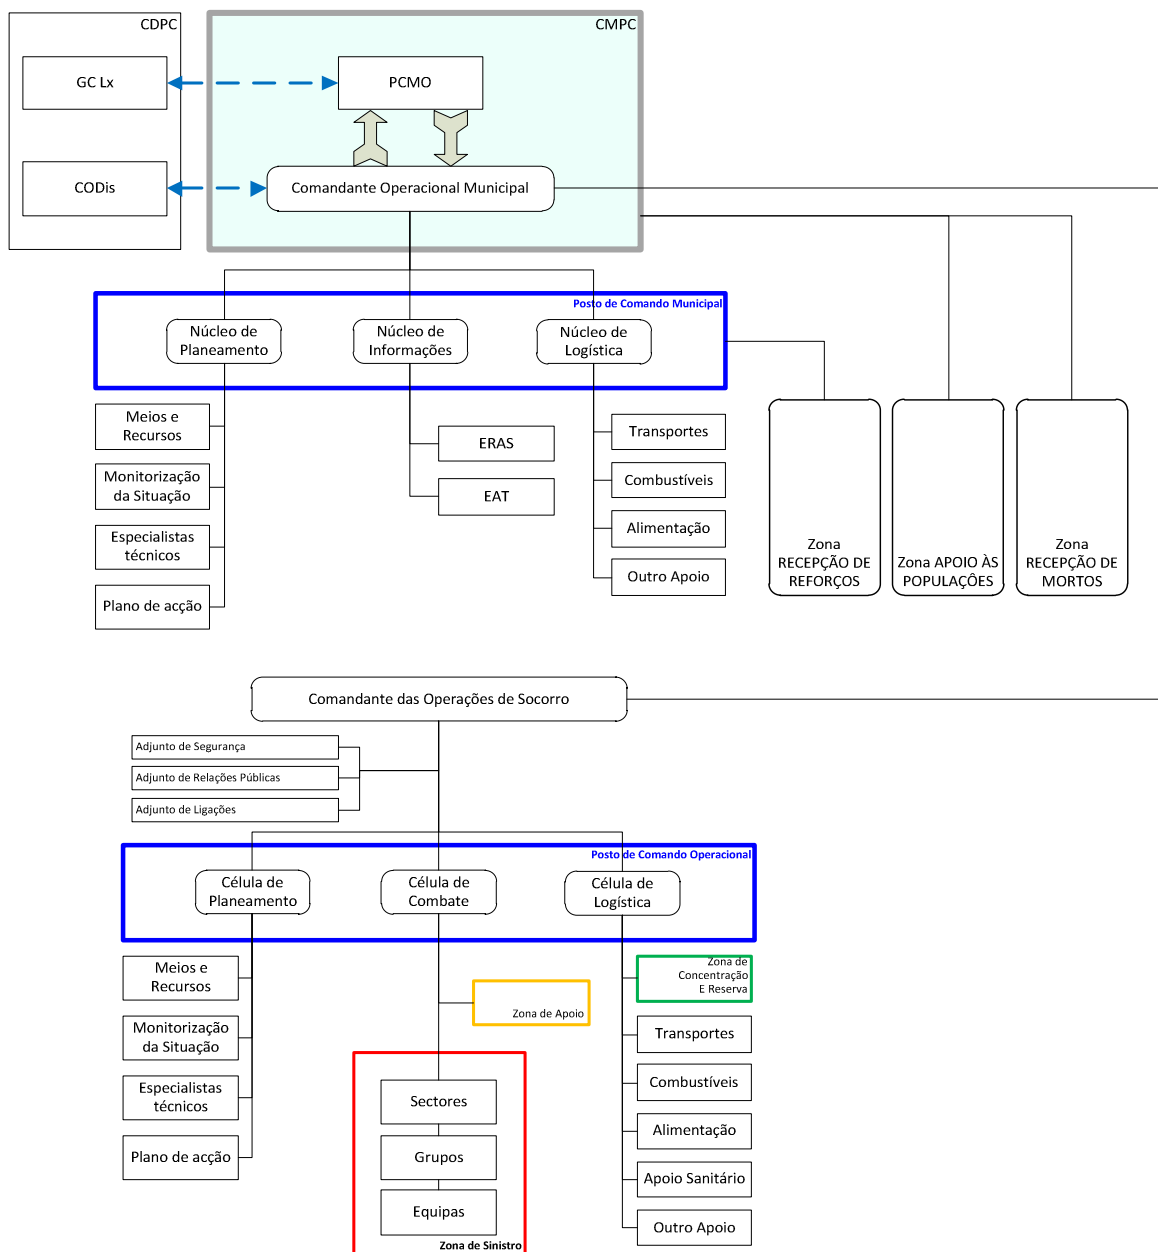 CDPC
CMPC
GC Lx
PCMO
CODis
Comandante Operacional Municipal
Posto de Comando Municipal
Núcleo de
Planeamento
Núcleo de
Informações
Núcleo de
Logística
Meios e
Recursos
Monitorização
da Situação
Especialistas
técnicos
Plano de acção
ERAS
EAT
Transportes
Combustíveis
Alimentação
Outro Apoio
Zona
RECEPÇÃO DE
REFORÇOS
Zona APOIO ÀS
POPULAÇÔES
Zona
RECEPÇÃO DE
MORTOS
Comandante das Operações de Socorro
Adjunto de Segurança
Adjunto de Relações Públicas
Adjunto de Ligações
Posto de Comando Operacional
Célula de
Planeamento
Célula de
Combate
Célula de
Logística
Meios e
Recursos
Monitorização
da Situação
Especialistas
técnicos
Plano de acção
Zona de Apoio
Sectores
Grupos
Equipas
Zona de Sinistro
Zona de
Concentração
E Reserva
Transportes
Combustíveis
Alimentação
Apoio Sanitário
Outro Apoio